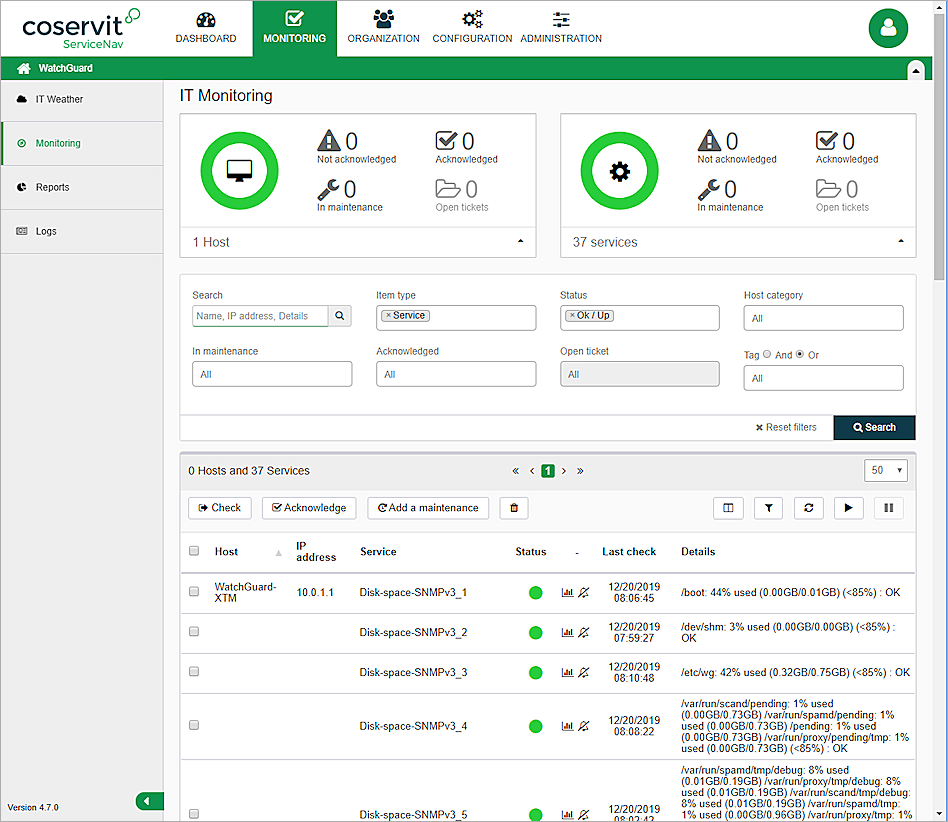 coservit
ServiceNav
DASHBOARD
MONITORING
ORGANIZATION
CONFIGURATION
ADMINISTRATION
WatchGuard
IT Weather
Monitoring
Reports
Logs
Version 4.7.0
IT Monitoring
0
Not acknowledged
0
Acknowledged
0
In maintenance
0
Open tickets
1 Host
0
Not acknowledged
0
Acknowledged
0
In maintenance
0
Open tickets
37 services
Search
Name, IP address, Details
Item type
× Service
Status
× Ok / Up
Host category
All
In maintenance
All
Acknowledged
All
Open ticket
All
Tag And Or
All
× Reset filters
Search
0 Hosts and 37 Services
« ‹ 1 › »
50
Check
Acknowledge
Add a maintenance
Host
IP address
Service
Status
-
Last check
Details
WatchGuard-
XTM
10.0.1.1
Disk-space-SNMPv3_1
12/20/2019
08:06:45
/boot: 44% used (0.00GB/0.01GB) (<85%) : OK
Disk-space-SNMPv3_2
12/20/2019
07:59:27
/dev/shm: 3% used (0.00GB/0.00GB) (<85%) :
OK
Disk-space-SNMPv3_3
12/20/2019
08:10:48
/etc/wg: 42% used (0.32GB/0.75GB) (<85%) : OK
Disk-space-SNMPv3_4
12/20/2019
08:08:22
/var/run/scand/pending: 1% used
(0.00GB/0.73GB) /var/run/spamd/pending: 1%
used (0.00GB/0.73GB) /pending: 1% used
(0.00GB/0.73GB) /var/run/proxy/pending/tmp: 1%
used (0.00GB/0.73GB) (<85%) : OK
Disk-space-SNMPv3_5
12/20/2019
/var/run/spamd/tmp/debug: 8% used
(0.01GB/0.19GB) /var/run/proxy/tmp/debug: 8%
used (0.01GB/0.19GB) /var/run/scand/tmp/debug:
8% used (0.01GB/0.19GB) /var/run/spamd/tmp:
1% used (0.00GB/0.96GB) /var/run/proxy/tmp: 1%